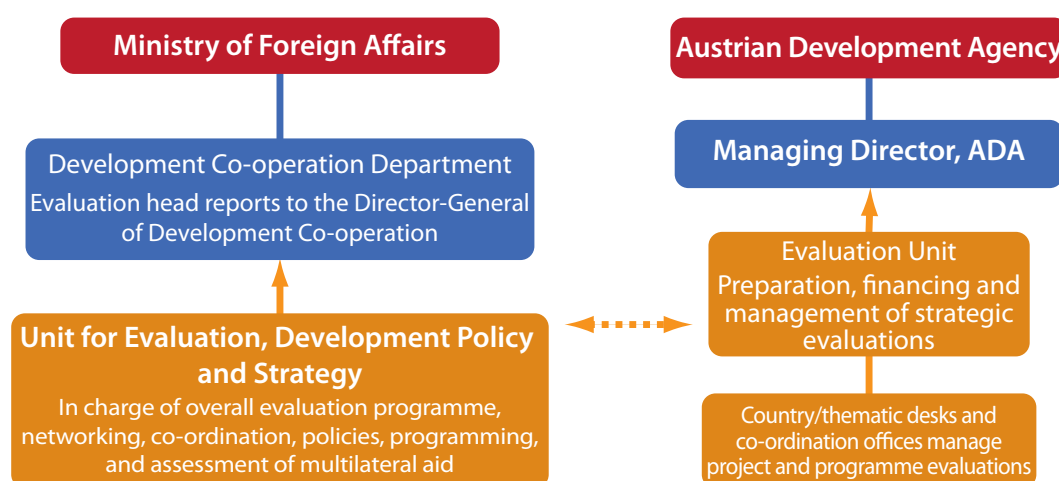 Ministry of Foreign Affairs
Development Co-operation Department
Evaluation head reports to the Director-General
of Development Co-operation
Unit for Evaluation, Development Policy
and Strategy
In charge of overall evaluation programme,
networking, co-ordination, policies, programming,
and assessment of multilateral aid
Austrian Development Agency
Managing Director, ADA
Evaluation Unit
Preparation, financing and
management of strategic
evaluations
Country/thematic desks and
co-ordination offices manage
project and programme evaluations